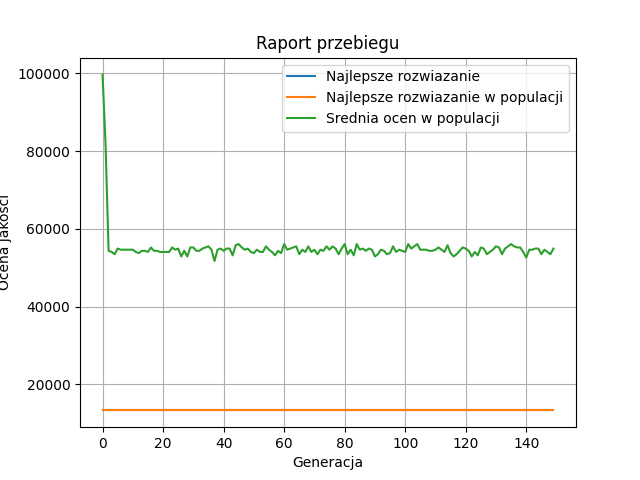 Raport przebiegu
Najlepsze rozwiazanie
Najlepsze rozwiazanie w populacji
Srednia ocen w populacji
Ocena jakosci
100000
80000
60000
40000
20000
0 20 40 60 80 100 120 140
Generacja